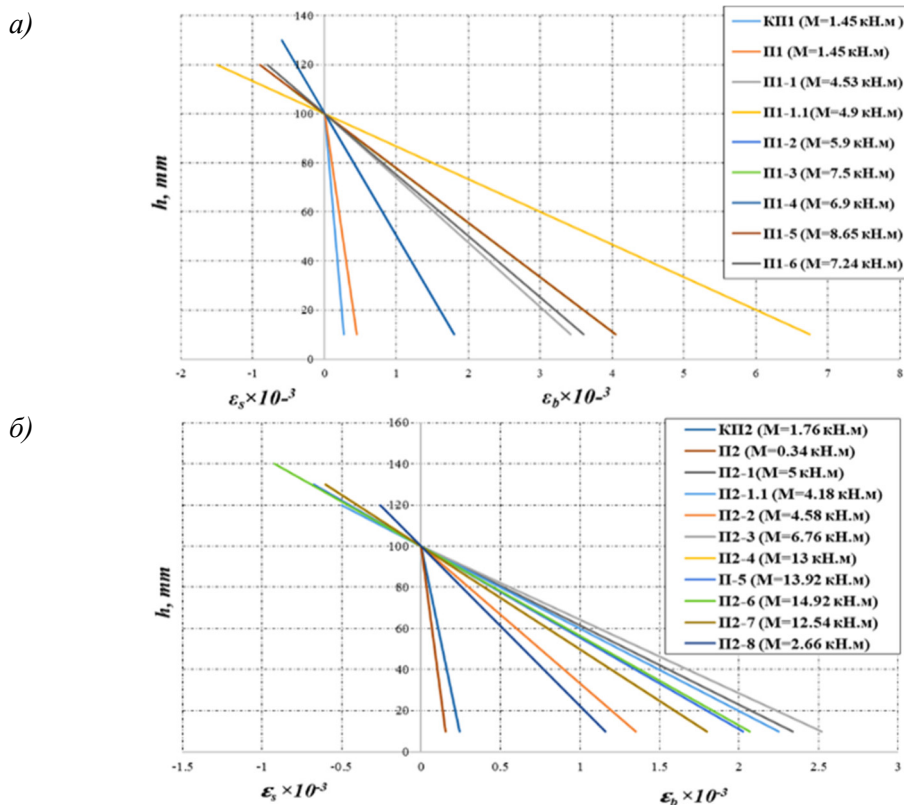 а)
140
120
100
80
60
40
20
0
h, mm
-2
-1
0
1
2
3
4
5
6
7
8
ε_s×10⁻³
ε_b×10⁻³
КП1 (M=1.45 кН.м)
П1 (M=1.45 кН.м)
П1-1 (M=4.53 кН.м)
П1-1.1(M=4.9 кН.м)
П1-2 (M=5.9 кН.м)
П1-3 (M=7.5 кН.м)
П1-4 (M=6.9 кН.м)
П1-5 (M=8.65 кН.м)
П1-6 (M=7.24 кН.м)
б)
160
140
120
100
80
60
40
20
0
h, mm
-1.5
-1
-0.5
0
0.5
1
1.5
2
2.5
3
ε_s ×10⁻³
ε_b ×10⁻³
КП2 (M=1.76 кН.м)
П2 (M=0.34 кН.м)
П2-1(M=5 кН.м)
П2-1.1 (M=4.18 кН.м)
П2-2 (M=4.58 кН.м)
П2-3 (M=6.76 кН.м)
П2-4 (M=13 кН.м)
П-5 (M=13.92 кН.м)
П2-6 (M=14.92 кН.м)
П2-7 (M=12.54 кН.м)
П2-8 (M=2.66 кН.м)